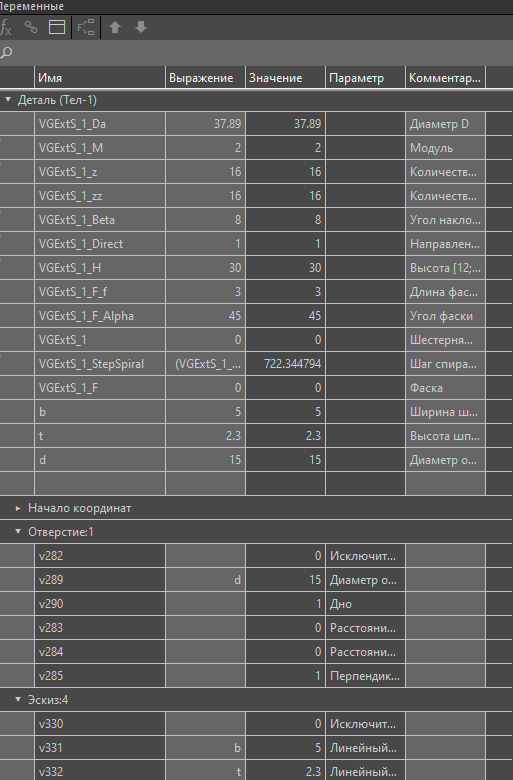 Переменные
Имя Выражение Значение Параметр Комментар...
Деталь (Тел-1)
VGExtS_1_Da 37.89 37.89 Диаметр D
VGExtS_1_M 2 2 Модуль
VGExtS_1_z 16 16 Количеств...
VGExtS_1_zz 16 16 Количеств...
VGExtS_1_Beta 8 8 Угол накло...
VGExtS_1_Direct 1 1 Направлен...
VGExtS_1_H 30 30 Высота [12;...
VGExtS_1_F_f 3 3 Длина фас...
VGExtS_1_F_Alpha 45 45 Угол фаски
VGExtS_1 0 0 Шестерня...
VGExtS_1_StepSpiral (VGExtS_1_... 722.344794 Шаг спира...
VGExtS_1_F 0 0 Фаска
b 5 5 Ширина ш...
t 2.3 2.3 Высота шп...
d 15 15 Диаметр о...
Начало координат
Отверстие:1
v282 0 Исключит...
v289 d 15 Диаметр о...
v290 1 Дно
v283 0 Расстояни...
v284 0 Расстояни...
v285 1 Перпендик...
Эскиз:4
v330 0 Исключит...
v331 b 5 Линейный...
v332 t 2.3 Линейный...